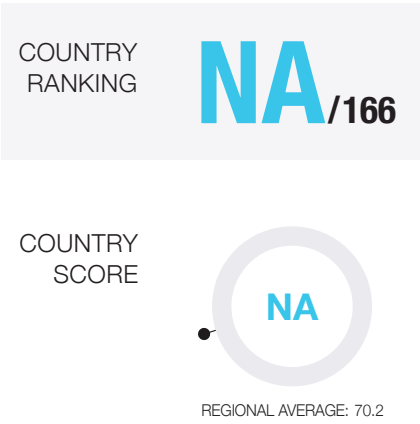 COUNTRY
RANKING
NA/166
COUNTRY
SCORE
NA
REGIONAL AVERAGE: 70.2